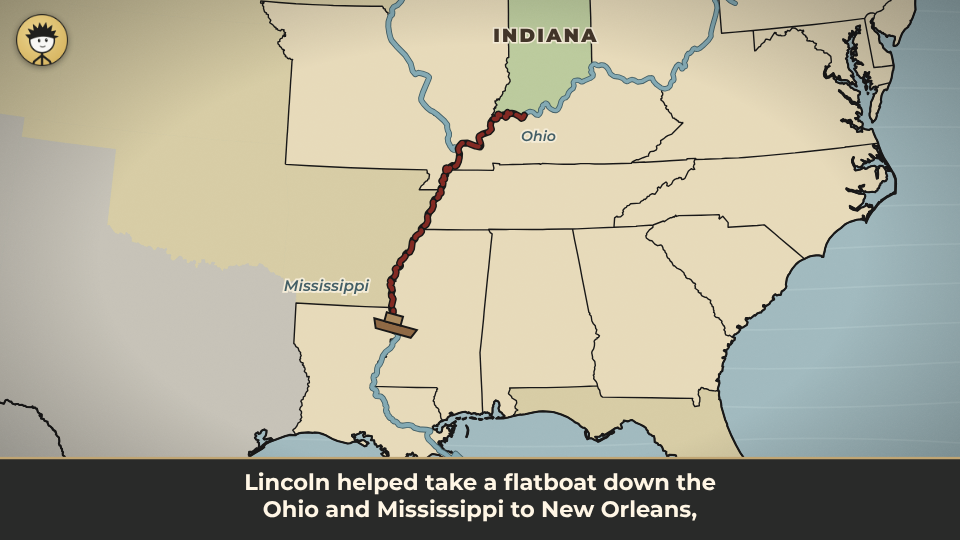 INDIANA
Ohio
Mississippi
Lincoln helped take a flatboat down the
Ohio and Mississippi to New Orleans,